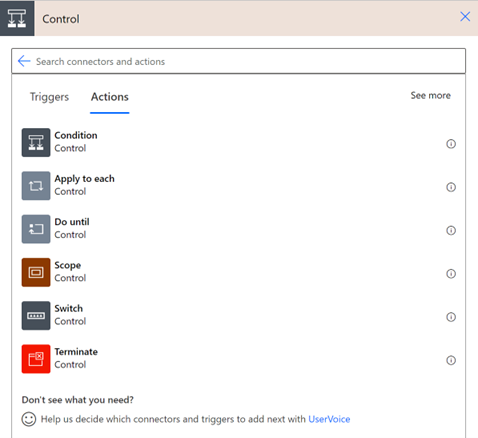 Control
Search connectors and actions
Triggers Actions See more
Condition
Control
Apply to each
Control
Do until
Control
Scope
Control
Switch
Control
Terminate
Control
Don't see what you need?
Help us decide which connectors and triggers to add next with UserVoice